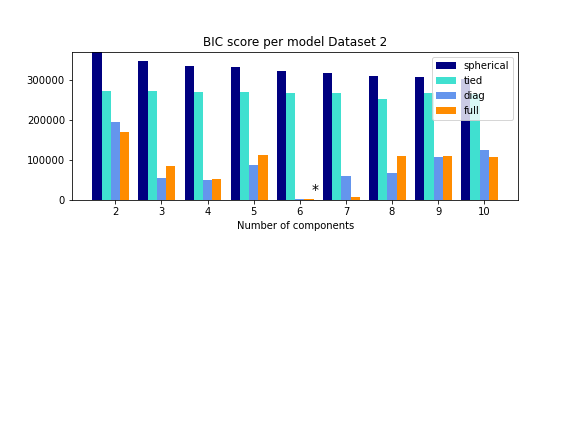 BIC score per model Dataset 2
300000
200000
100000
0
spherical
tied
diag
full
*
2 3 4 5 6 7 8 9 10
Number of components